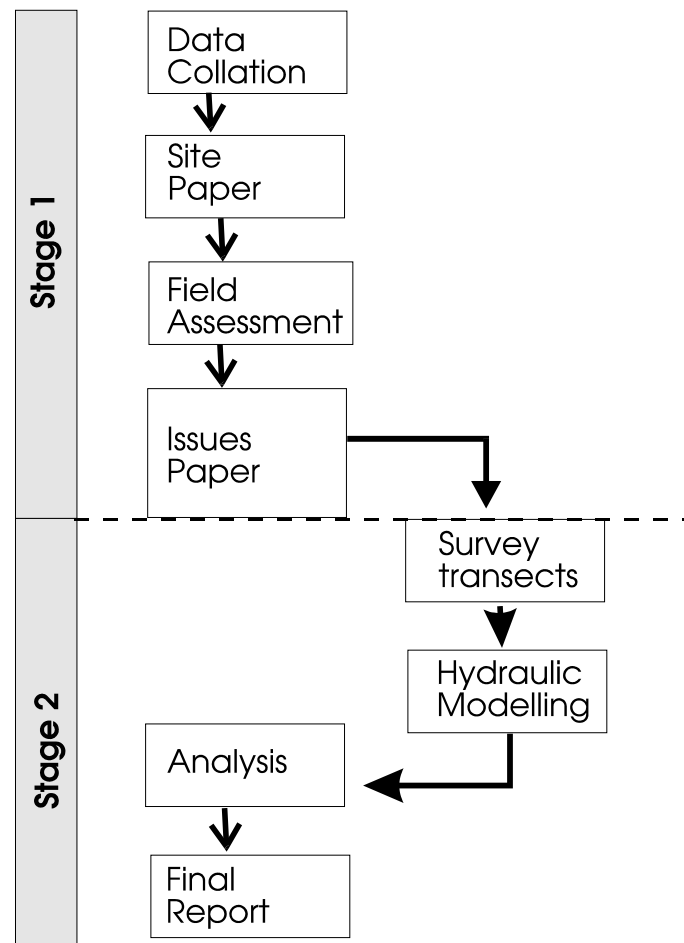 Stage 1
Data
Collation
Site
Paper
Field
Assessment
Issues
Paper
Stage 2
Survey
transects
Hydraulic
Modelling
Analysis
Final
Report